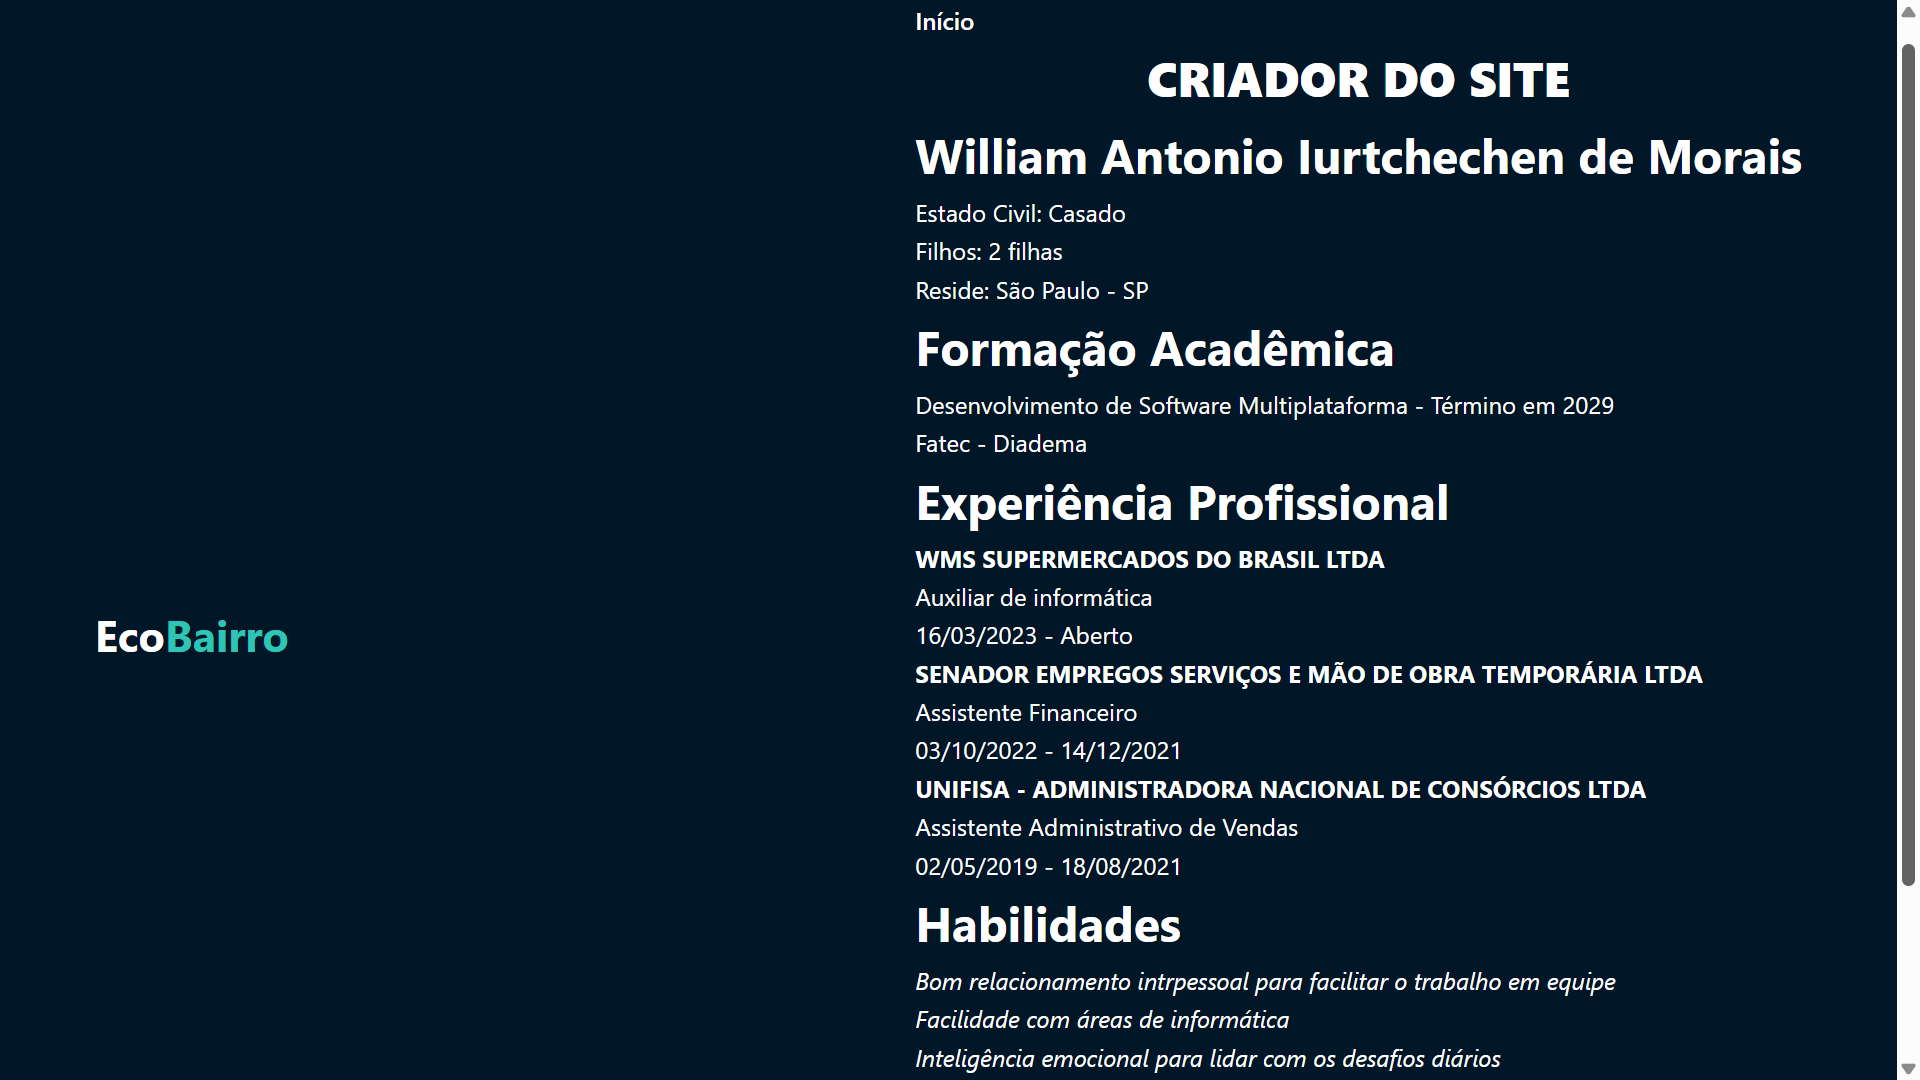 Início
CRIADOR DO SITE
William Antonio Iurtchechen de Morais
Estado Civil: Casado
Filhos: 2 filhas
Reside: São Paulo - SP
Formação Acadêmica
Desenvolvimento de Software Multiplataforma - Término em 2029
Fatec - Diadema
Experiência Profissional
WMS SUPERMERCADOS DO BRASIL LTDA
Auxiliar de informática
EcoBairro
16/03/2023 - Aberto
SENADOR EMPREGOS SERVIÇOS E MÃO DE OBRA TEMPORÁRIA LTDA
Assistente Financeiro
03/10/2022 - 14/12/2021
UNIFISA - ADMINISTRADORA NACIONAL DE CONSÓRCIOS LTDA
Assistente Administrativo de Vendas
02/05/2019 - 18/08/2021
Habilidades
Bom relacionamento intrpessoal para facilitar o trabalho em equipe
Facilidade com áreas de informática
Inteligência emocional para lidar com os desafios diários